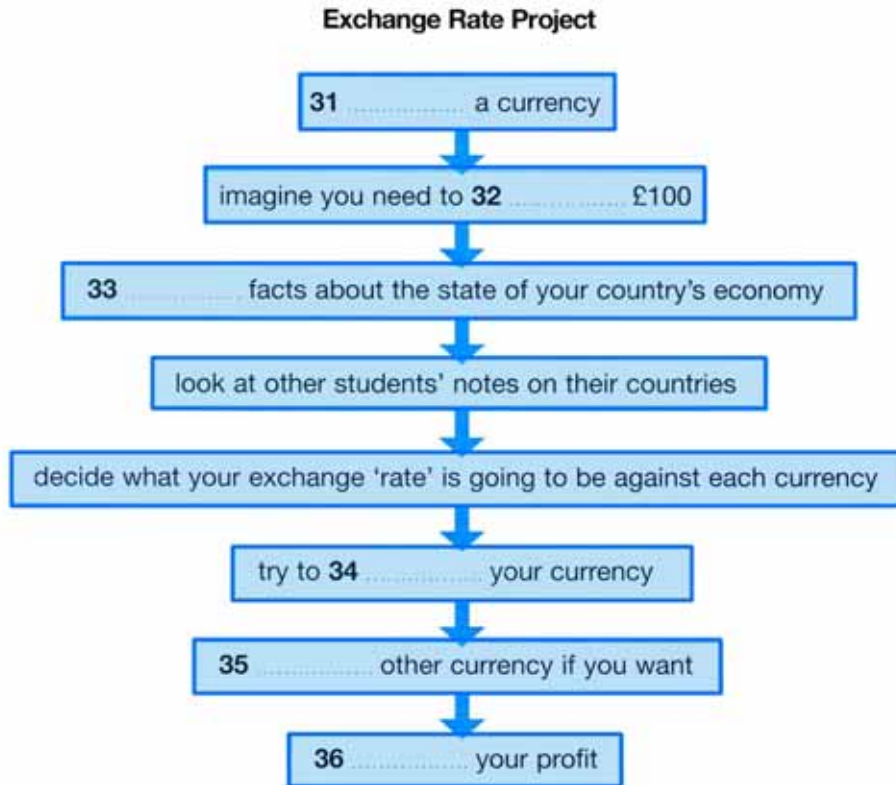 Exchange Rate Project
31 ................ a currency
imagine you need to 32 ................ £100
33 ................ facts about the state of your country's economy
look at other students' notes on their countries
decide what your exchange 'rate' is going to be against each currency
try to 34 ................ your currency
35 ................ other currency if you want
36 ................ your profit